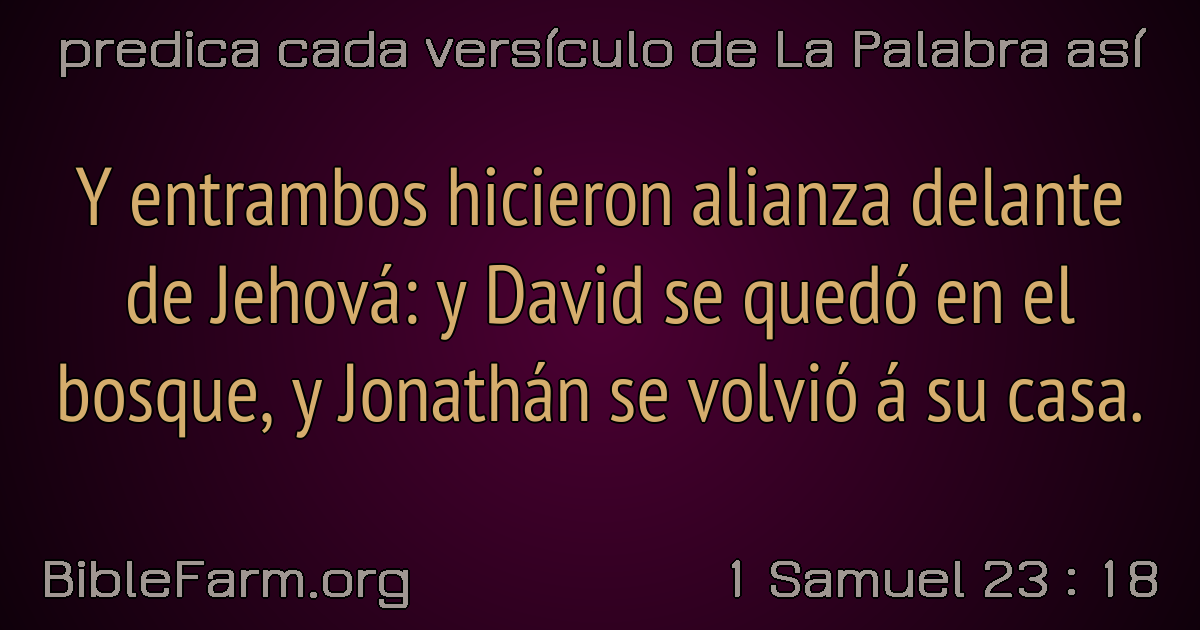 predica cada versículo de La Palabra así
Y entrambos hicieron alianza delante
de Jehová: y David se quedó en el
bosque, y Jonathán se volvió á su casa.
BibleFarm.org
1 Samuel 23 : 18